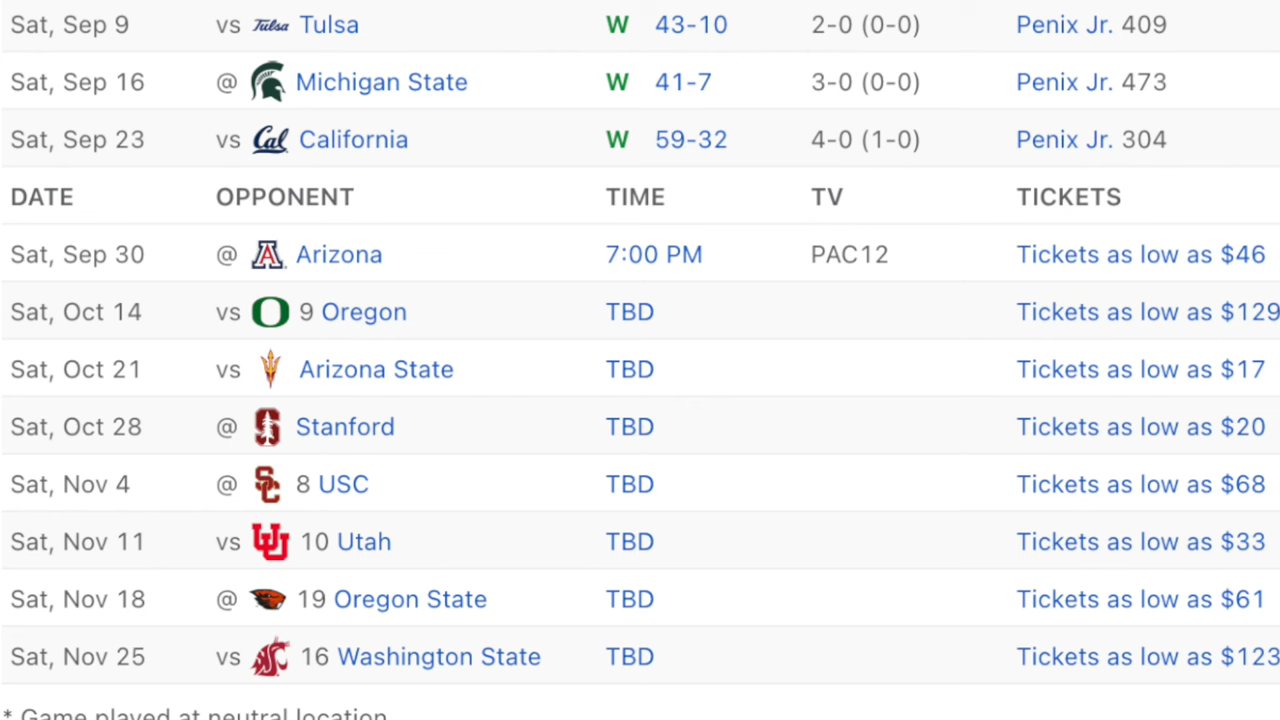 Sat, Sep 9 vs Tulsa Tulsa W 43-10 2-0 (0-0) Penix Jr. 409
Sat, Sep 16 @ Michigan State W 41-7 3-0 (0-0) Penix Jr. 473
Sat, Sep 23 vs Cal California W 59-32 4-0 (1-0) Penix Jr. 304
DATE OPPONENT TIME TV TICKETS
Sat, Sep 30 @ A Arizona 7:00 PM PAC12 Tickets as low as $46
Sat, Oct 14 vs O 9 Oregon TBD Tickets as low as $129
Sat, Oct 21 vs Arizona State TBD Tickets as low as $17
Sat, Oct 28 @ S Stanford TBD Tickets as low as $20
Sat, Nov 4 @ SC 8 USC TBD Tickets as low as $68
Sat, Nov 11 vs UU 10 Utah TBD Tickets as low as $33
Sat, Nov 18 @ 19 Oregon State TBD Tickets as low as $61
Sat, Nov 25 vs 16 Washington State TBD Tickets as low as $123
* Game played at neutral location